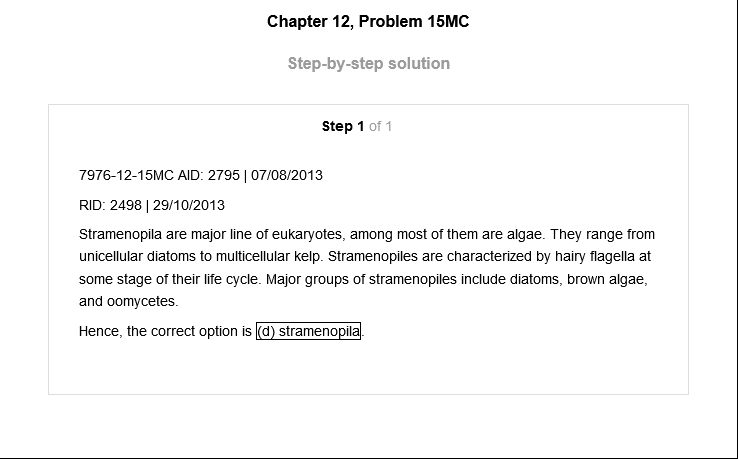 Chapter 12, Problem 15MC
Step-by-step solution
Step 1 of 1
7976-12-15MC AID: 2795 | 07/08/2013
RID: 2498 | 29/10/2013
Stramenopila are major line of eukaryotes, among most of them are algae. They range from
unicellular diatoms to multicellular kelp. Stramenopiles are characterized by hairy flagella at
some stage of their life cycle. Major groups of stramenopiles include diatoms, brown algae,
and oomycetes.
Hence, the correct option is (d) stramenopila.